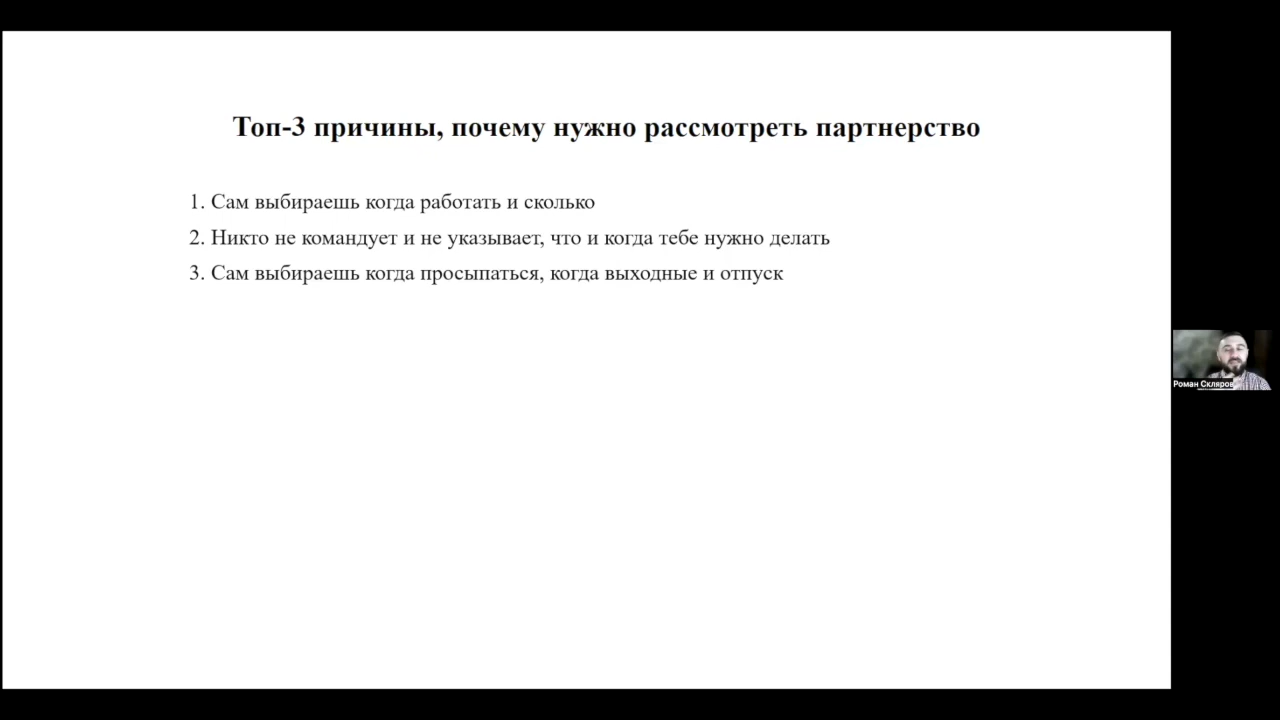 Топ-3 причины, почему нужно рассмотреть партнерство
1. Сам выбираешь когда работать и сколько
2. Никто не командует и не указывает, что и когда тебе нужно делать
3. Сам выбираешь когда просыпаться, когда выходные и отпуск
Роман Скляров